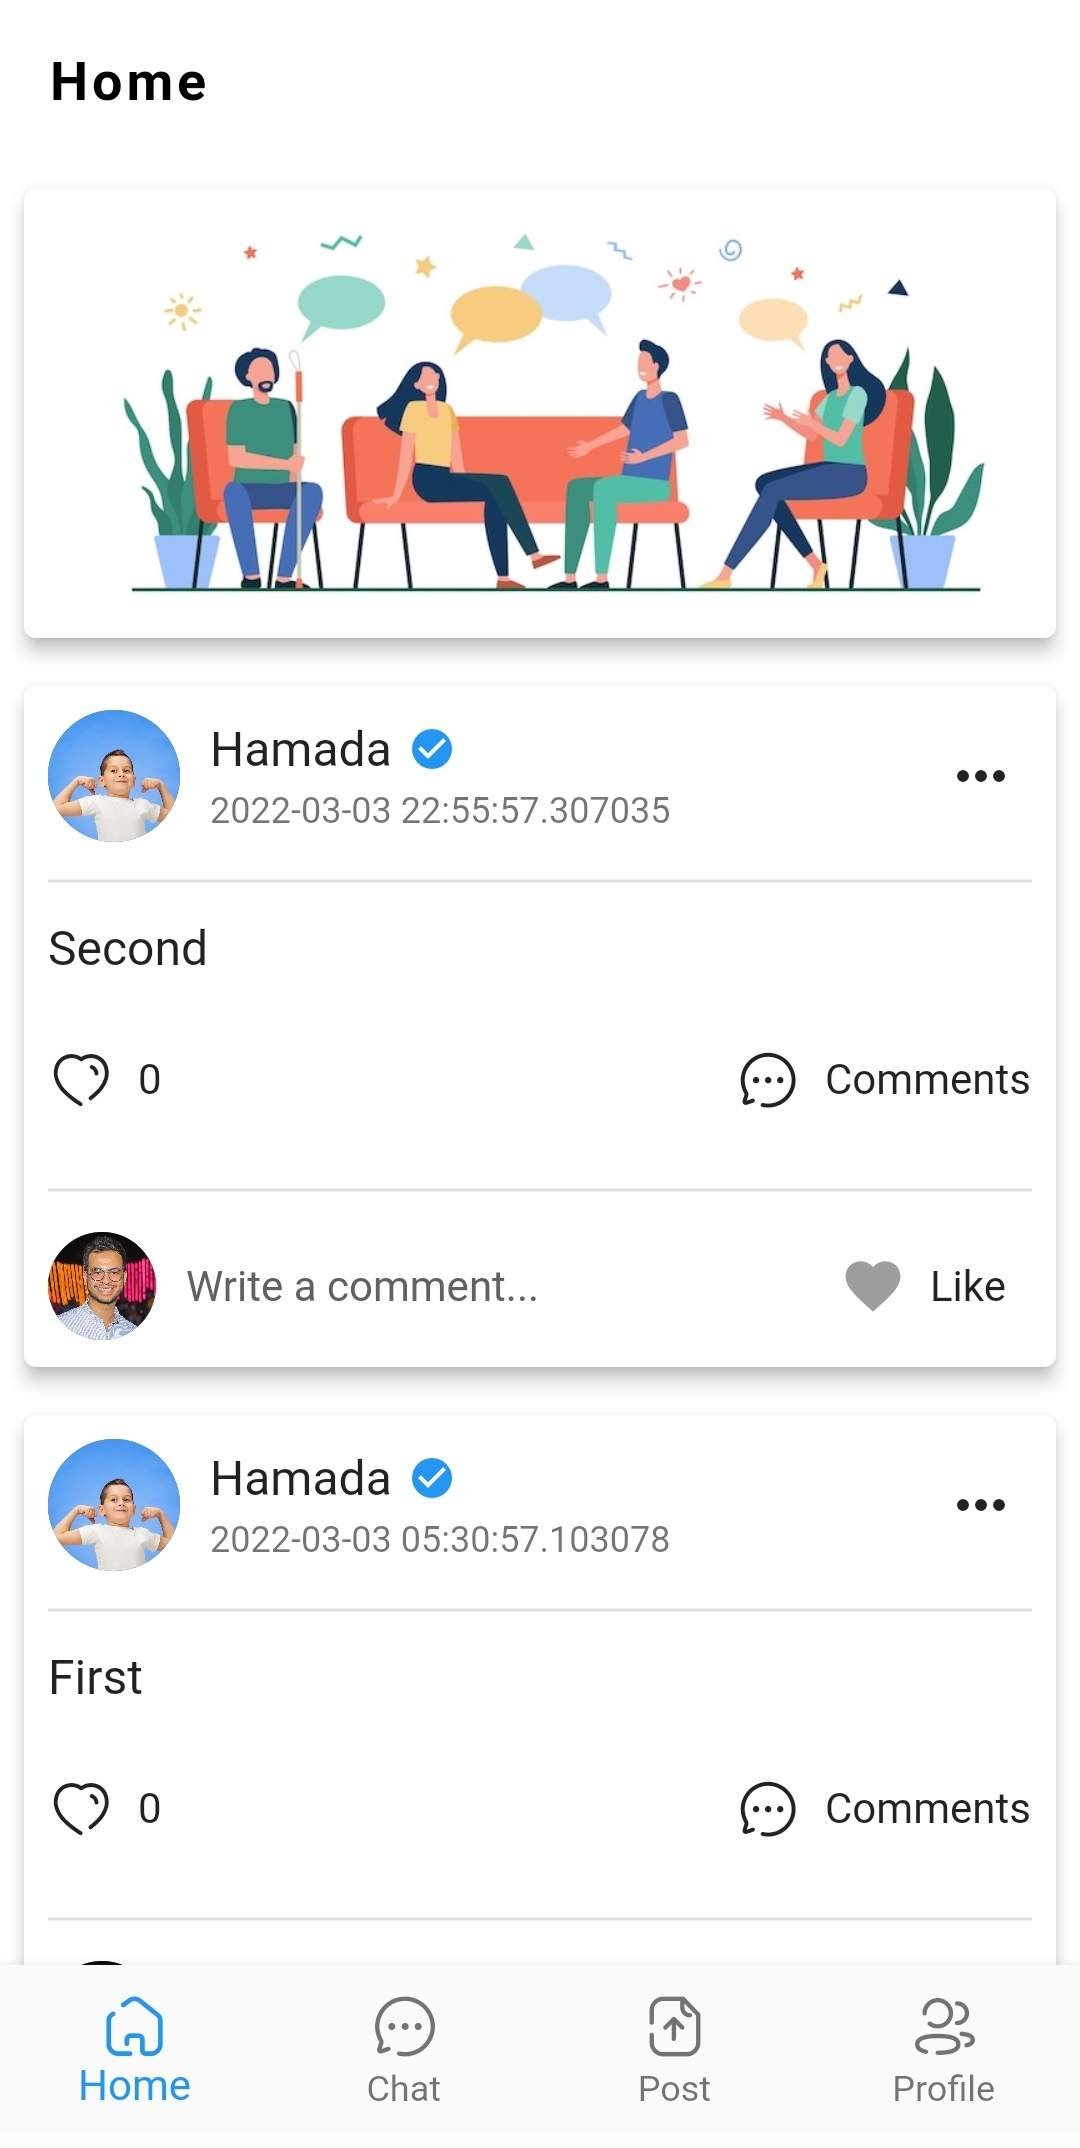 Home
Hamada
2022-03-03 22:55:57.307035
Second
0 Comments
Write a comment... Like
Hamada
2022-03-03 05:30:57.103078
First
0 Comments
Home Chat Post Profile